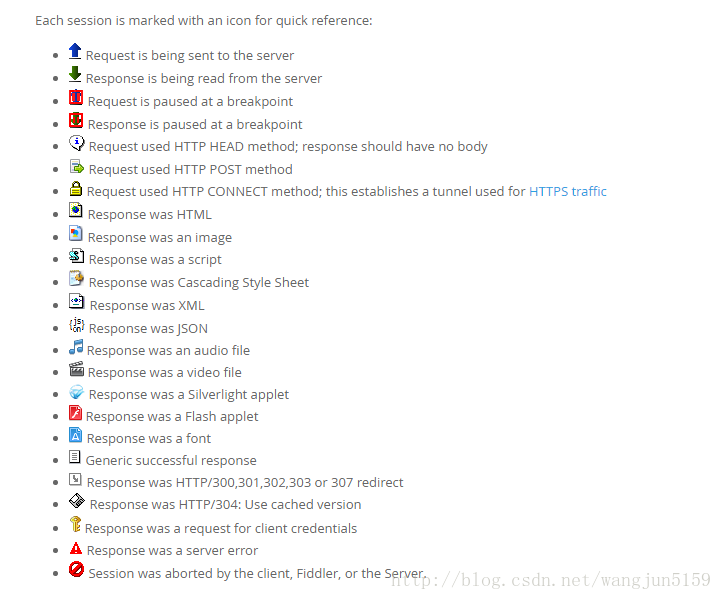 Each session is marked with an icon for quick reference:
Request is being sent to the server
Response is being read from the server
Request is paused at a breakpoint
Response is paused at a breakpoint
Request used HTTP HEAD method; response should have no body
Request used HTTP POST method
Request used HTTP CONNECT method; this establishes a tunnel used for HTTPS traffic
Response was HTML
Response was an image
Response was a script
Response was Cascading Style Sheet
Response was XML
{js on} Response was JSON
Response was an audio file
Response was a video file
Response was a Silverlight applet
Response was a Flash applet
A Response was a font
Generic successful response
Response was HTTP/300,301,302,303 or 307 redirect
Response was HTTP/304: Use cached version
Response was a request for client credentials
Response was a server error
Session was aborted by the client, Fiddler, or the Server.
http://blog.csdn.net/wangjun5159